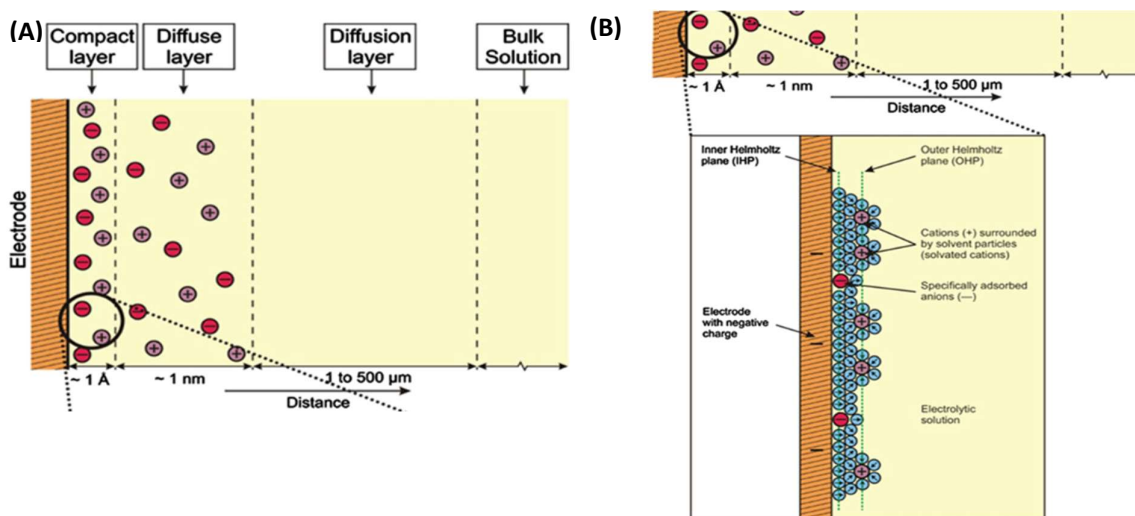 (A)
Compact
layer
Diffuse
layer
Diffusion
layer
Bulk
Solution
Electrode
~ 1 Å
~ 1 nm
1 to 500 µm
Distance
(B)
~ 1 Å
~ 1 nm
1 to 500 µm
Distance
Inner Helmholtz
plane (IHP)
Outer Helmholtz
plane (OHP)
Cations (+) surrounded
by solvent particles
(solvated cations)
Specifically adsorbed
anions (—)
Electrode
with negative
charge
Electrolytic
solution